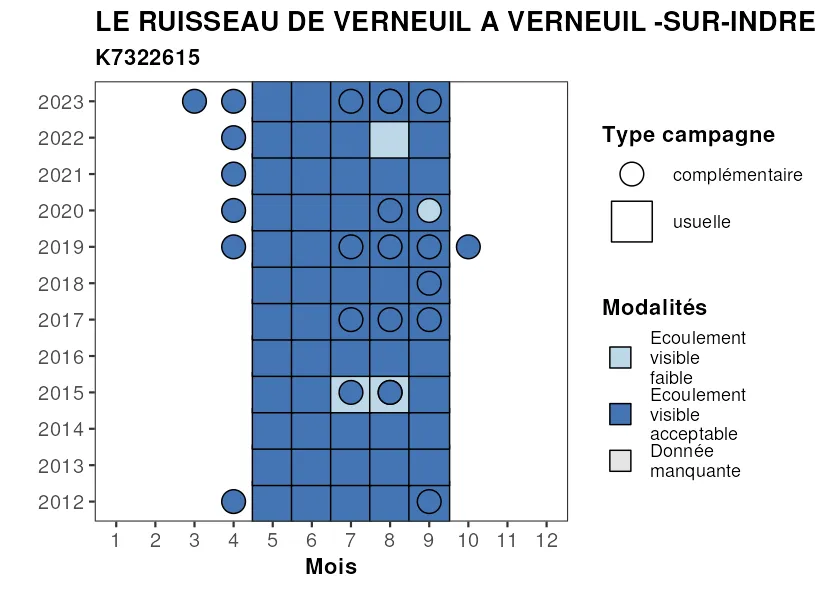 LE RUISSEAU DE VERNEUIL A VERNEUIL -SUR-INDRE
K7322615
2023
2022
2021
2020
2019
2018
2017
2016
2015
2014
2013
2012
1 2 3 4 5 6 7 8 9 10 11 12
Mois
Type campagne
complémentaire
usuelle
Modalités
Ecoulement
visible
faible
Ecoulement
visible
acceptable
Donnée
manquante